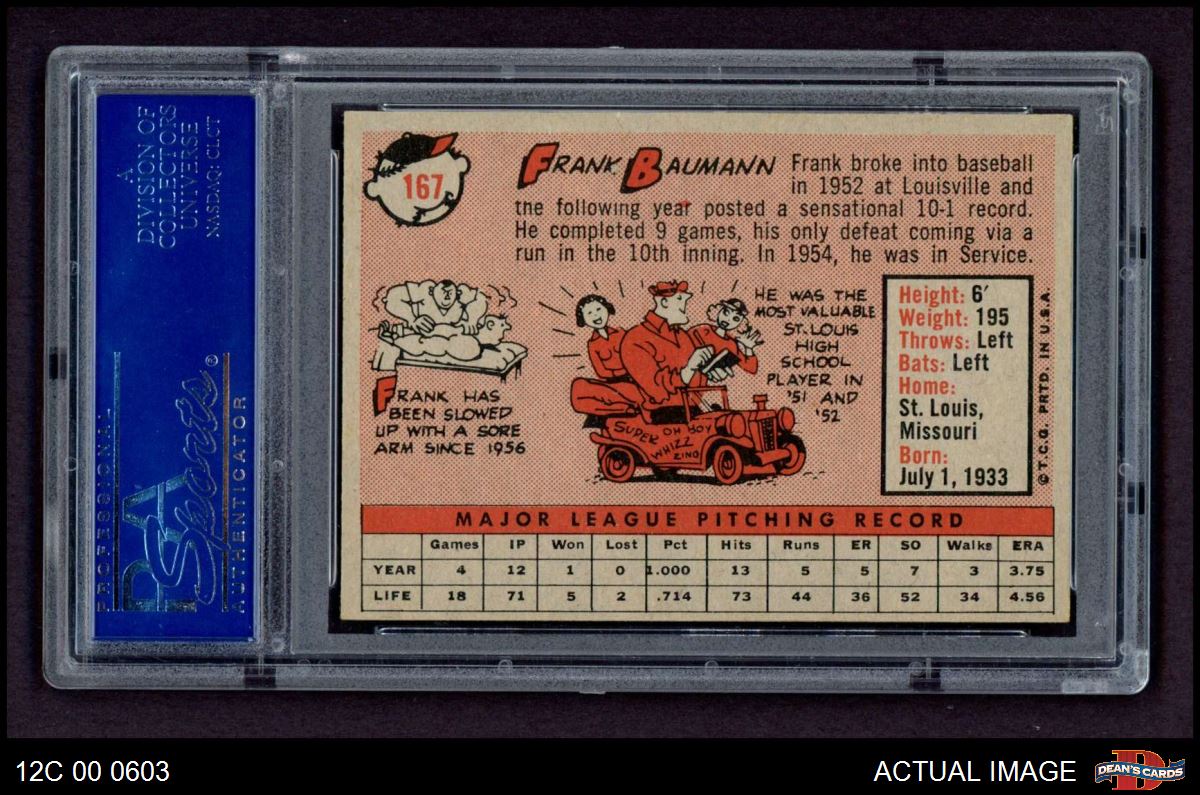 A
DIVISION OF
COLLECTORS
UNIVERSE
NASDAQ: CLCT
PROFESSIONAL
PSA
Sports®
AUTHENTICATOR
167
FRANK BAUMANN
Frank broke into baseball
in 1952 at Louisville and
the following year posted a sensational 10-1 record.
He completed 9 games, his only defeat coming via a
run in the 10th inning. In 1954, he was in Service.
FRANK HAS
BEEN SLOWED
UP WITH A SORE
ARM SINCE 1956
HE WAS THE
MOST VALUABLE
ST. LOUIS
HIGH
SCHOOL
PLAYER IN
'51 AND
'52
SUPER OH BOY
WHIZZ
ZING
Height: 6'
Weight: 195
Throws: Left
Bats: Left
Home:
St. Louis,
Missouri
Born:
July 1, 1933
© T.C.G. PRTD. IN U.S.A.
MAJOR LEAGUE PITCHING RECORD
Games IP Won Lost Pct Hits Runs ER SO Walks ERA
YEAR 4 12 1 0 1.000 13 5 5 7 3 3.75
LIFE 18 71 5 2 .714 73 44 36 52 34 4.56
12C 00 0603
ACTUAL IMAGE
D
DEAN'S CARDS